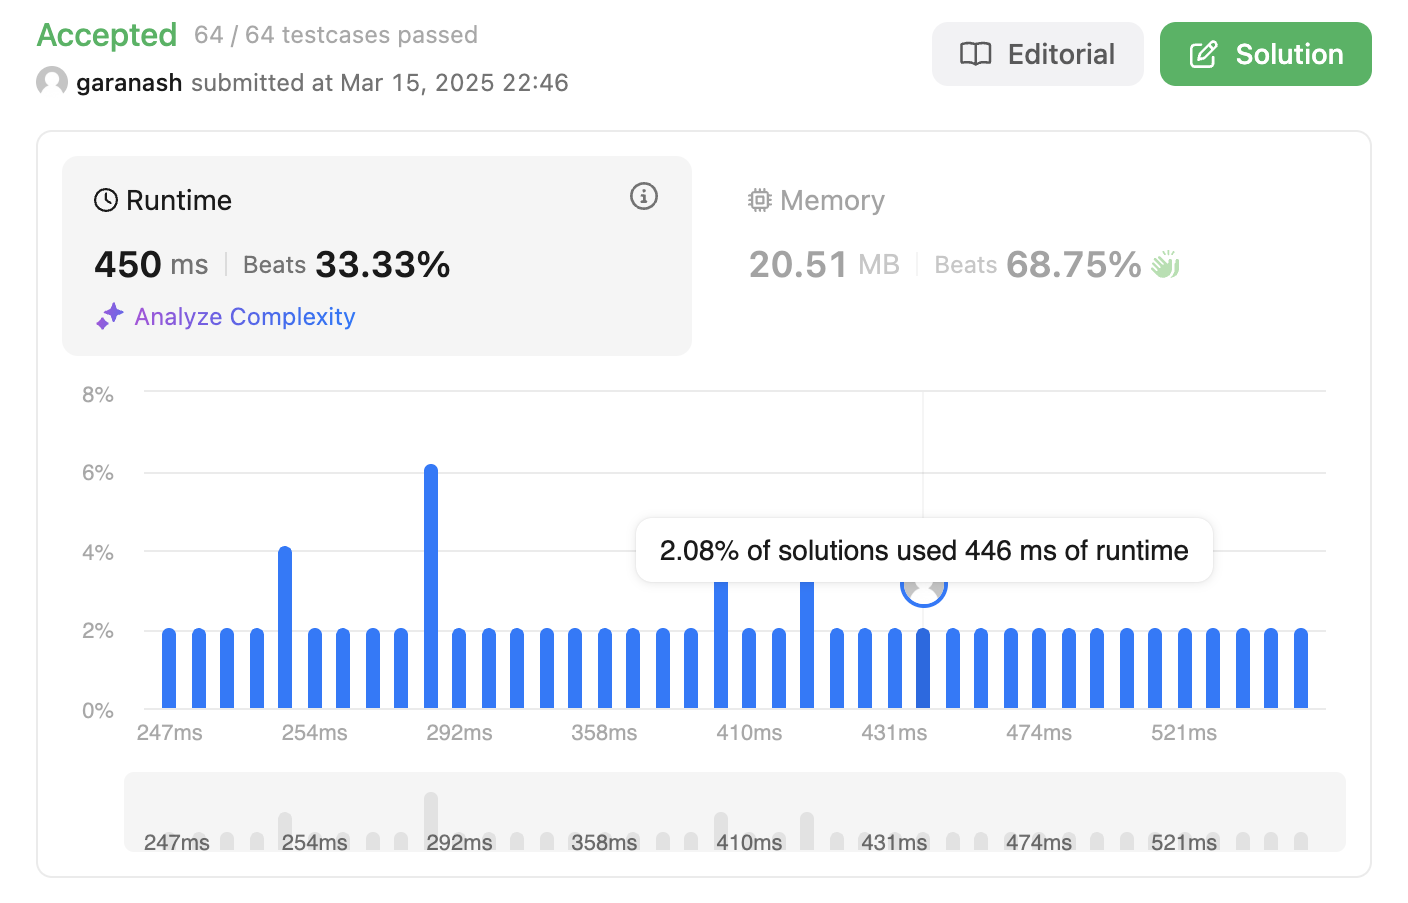 Accepted 64 / 64 testcases passed
Editorial
Solution
garanash submitted at Mar 15, 2025 22:46
Runtime
450 ms Beats 33.33%
Analyze Complexity
Memory
20.51 MB Beats 68.75%
8%
6%
4%
2%
0%
2.08% of solutions used 446 ms of runtime
247ms 254ms 292ms 358ms 410ms 431ms 474ms 521ms
247ms 254ms 292ms 358ms 410ms 431ms 474ms 521ms